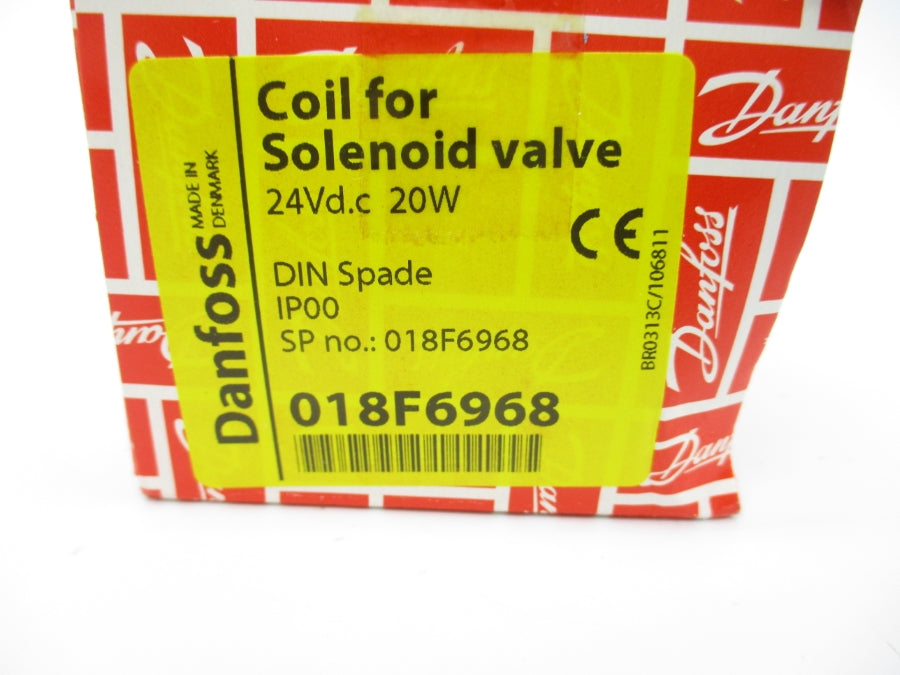 Coil for
Solenoid valve
24Vd.c 20W
DIN Spade
IP00
SP no.: 018F6968
018F6968
Danfoss
MADE IN
DENMARK
CE
BR0313C/106811
Danfoss